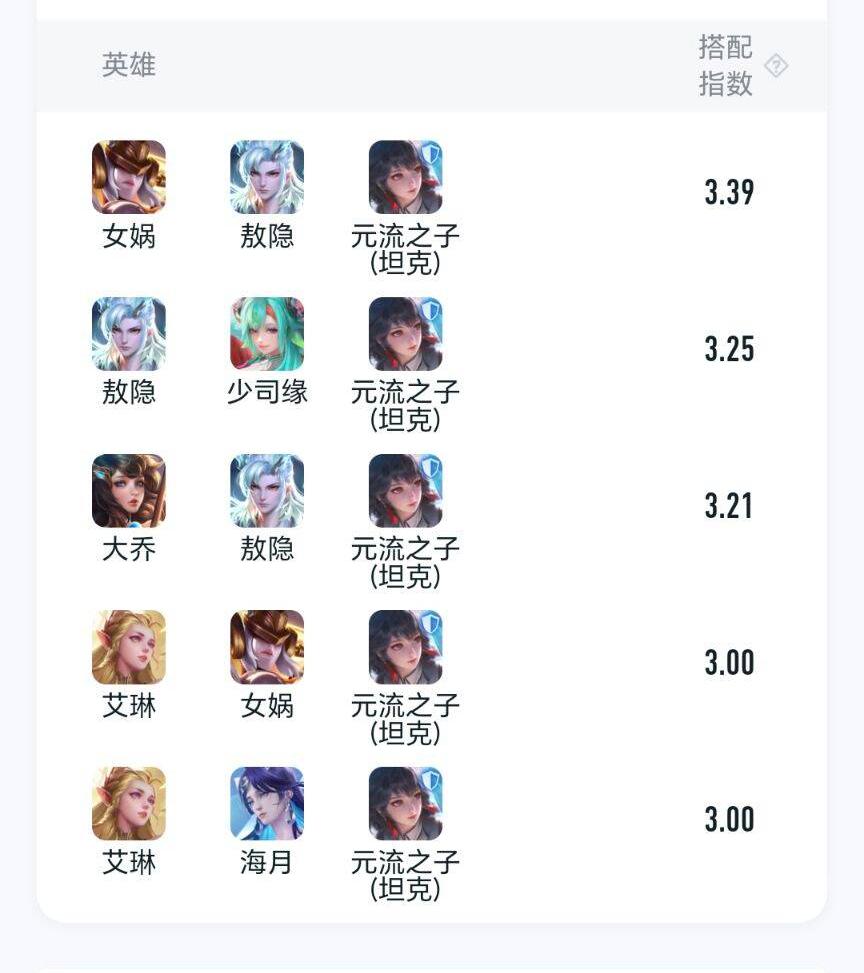 英雄
搭配
指数
女娲 敖隐 元流之子
(坦克)
3.39
敖隐 少司缘 元流之子
(坦克)
3.25
大乔 敖隐 元流之子
(坦克)
3.21
艾琳 女娲 元流之子
(坦克)
3.00
艾琳 海月 元流之子
(坦克)
3.00